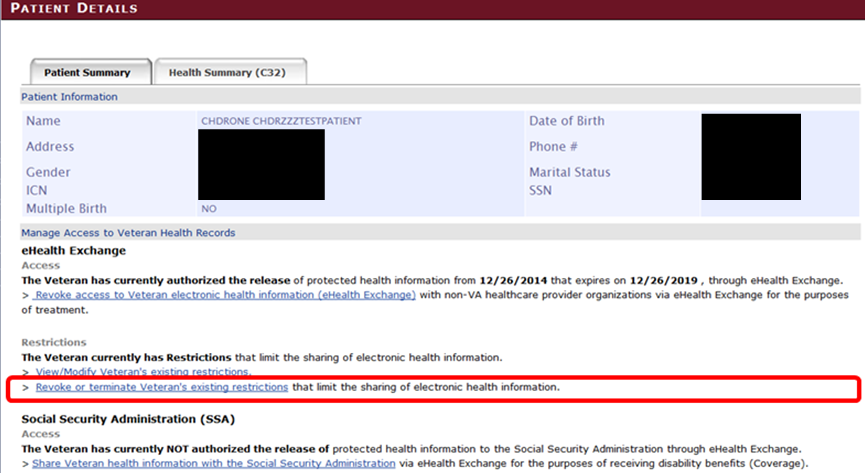 PATIENT DETAILS
Patient Summary Health Summary (C32)
Patient Information
Name CHDRONE CHDRZZZTESTPATIENT Date of Birth
Address Phone #
Gender Marital Status
ICN SSN
Multiple Birth NO
Manage Access to Veteran Health Records
eHealth Exchange
Access
The Veteran has currently authorized the release of protected health information from 12/26/2014 that expires on 12/26/2019 , through eHealth Exchange.
> Revoke access to Veteran electronic health information (eHealth Exchange) with non-VA healthcare provider organizations via eHealth Exchange for the purposes
of treatment.
Restrictions
The Veteran currently has Restrictions that limit the sharing of electronic health information.
> View/Modify Veteran's existing restrictions.
> Revoke or terminate Veteran's existing restrictions that limit the sharing of electronic health information.
Social Security Administration (SSA)
Access
The Veteran has currently NOT authorized the release of protected health information to the Social Security Administration through eHealth Exchange.
> Share Veteran health information with the Social Security Administration via eHealth Exchange for the purposes of receiving disability benefits (Coverage).